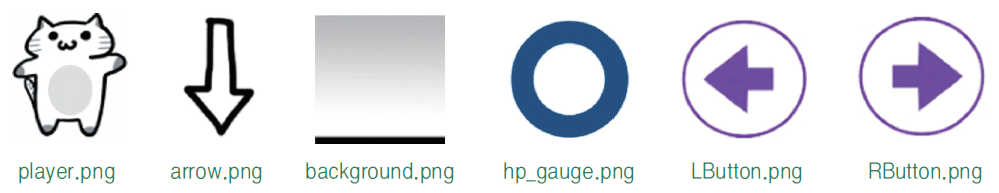 player.png
arrow.png
background.png
hp_gauge.png
LButton.png
RButton.png